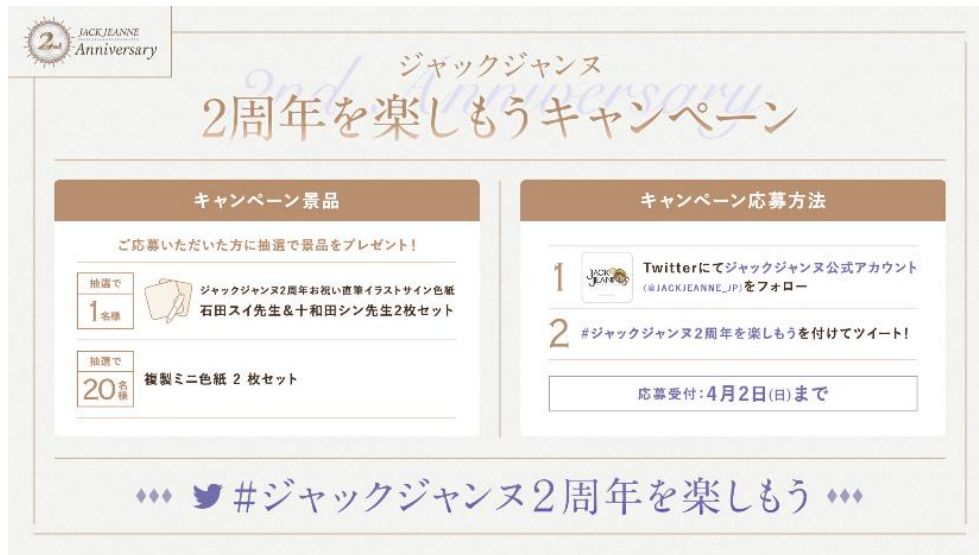 2nd
JACKJEANNE
Anniversary
2nd Anniversary
ジャックジャンヌ
2周年を楽しもうキャンペーン
キャンペーン景品
ご応募いただいた方に抽選で景品をプレゼント!
抽選で
1名様
ジャックジャンヌ2周年お祝い直筆イラストサイン色紙
石田スイ先生&十和田シン先生2枚セット
抽選で
20名様
複製ミニ色紙 2 枚セット
キャンペーン応募方法
1
JACK JEANNE
Twitterにてジャックジャンヌ公式アカウント
(@JACKJEANNE_JP)をフォロー
2 #ジャックジャンヌ2周年を楽しもうを付けてツイート!
応募受付:4月2日(日)まで
#ジャックジャンヌ2周年を楽しもう